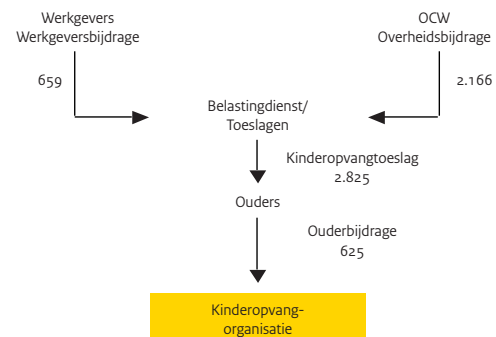 Werkgevers
Werkgeversbijdrage
OCW
Overheidsbijdrage
659
2.166
Belastingdienst/
Toeslagen
Kinderopvangtoeslag
2.825
Ouders
Ouderbijdrage
625
Kinderopvang-
organisatie